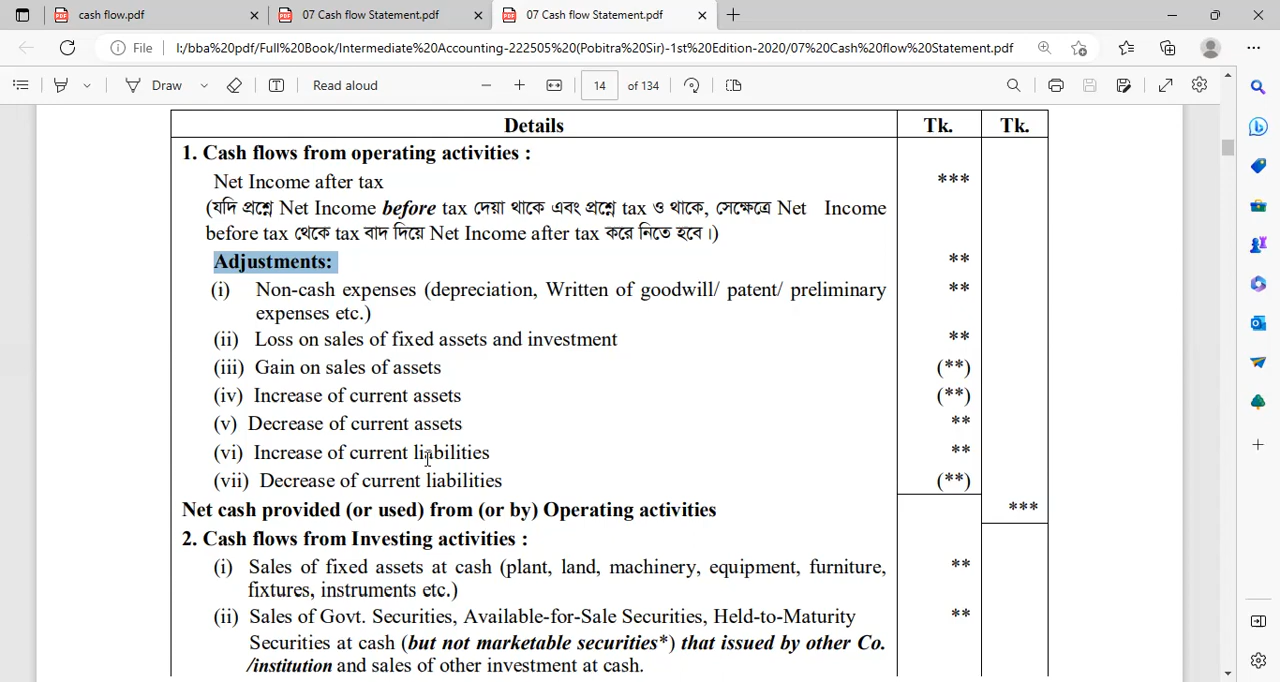 cash flow.pdf
07 Cash flow Statement.pdf
07 Cash flow Statement.pdf
File
I:/bba%20pdf/Full%20Book/Intermediate%20Accounting-222505%20(Pobitra%20Sir)-1st%20Edition-2020/07%20Cash%20flow%20Statement.pdf
Draw
Read aloud
14
of 134
Details Tk. Tk.
1. Cash flows from operating activities :
Net Income after tax ***
(যদি প্রশ্নে Net Income before tax দেয়া থাকে এবং প্রশ্নে tax ও থাকে, সেক্ষেত্রে Net Income
before tax থেকে tax বাদ দিয়ে Net Income after tax করে নিতে হবে।)
Adjustments: **
(i) Non-cash expenses (depreciation, Written of goodwill/ patent/ preliminary **
expenses etc.)
(ii) Loss on sales of fixed assets and investment **
(iii) Gain on sales of assets (**)
(iv) Increase of current assets (**)
(v) Decrease of current assets **
(vi) Increase of current liabilities **
(vii) Decrease of current liabilities (**)
Net cash provided (or used) from (or by) Operating activities ***
2. Cash flows from Investing activities :
(i) Sales of fixed assets at cash (plant, land, machinery, equipment, furniture, **
fixtures, instruments etc.)
(ii) Sales of Govt. Securities, Available-for-Sale Securities, Held-to-Maturity **
Securities at cash (but not marketable securities*) that issued by other Co.
/institution and sales of other investment at cash.